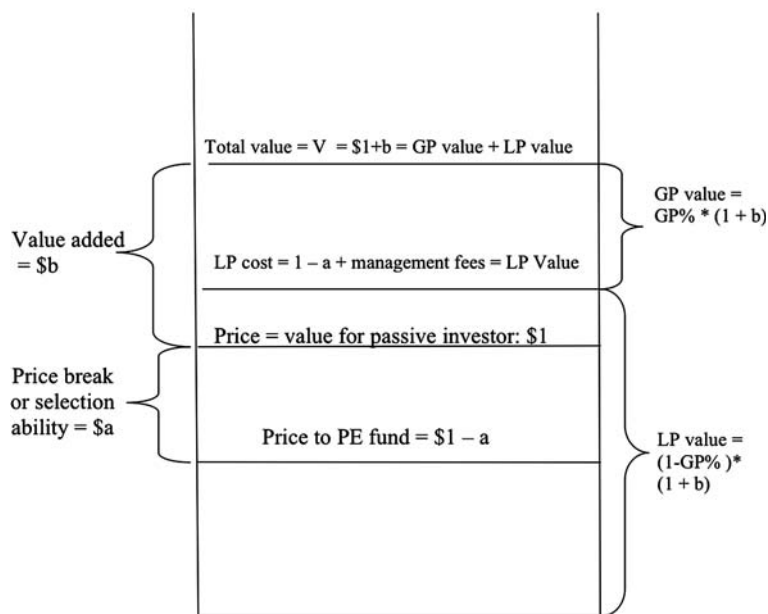 Total value = V = $1+b = GP value + LP value
GP value =
GP% * (1 + b)
Value added
= $b
LP cost = 1 – a + management fees = LP Value
Price = value for passive investor: $1
Price break
or selection
ability = $a
Price to PE fund = $1 – a
LP value =
(1-GP% )*
(1 + b)